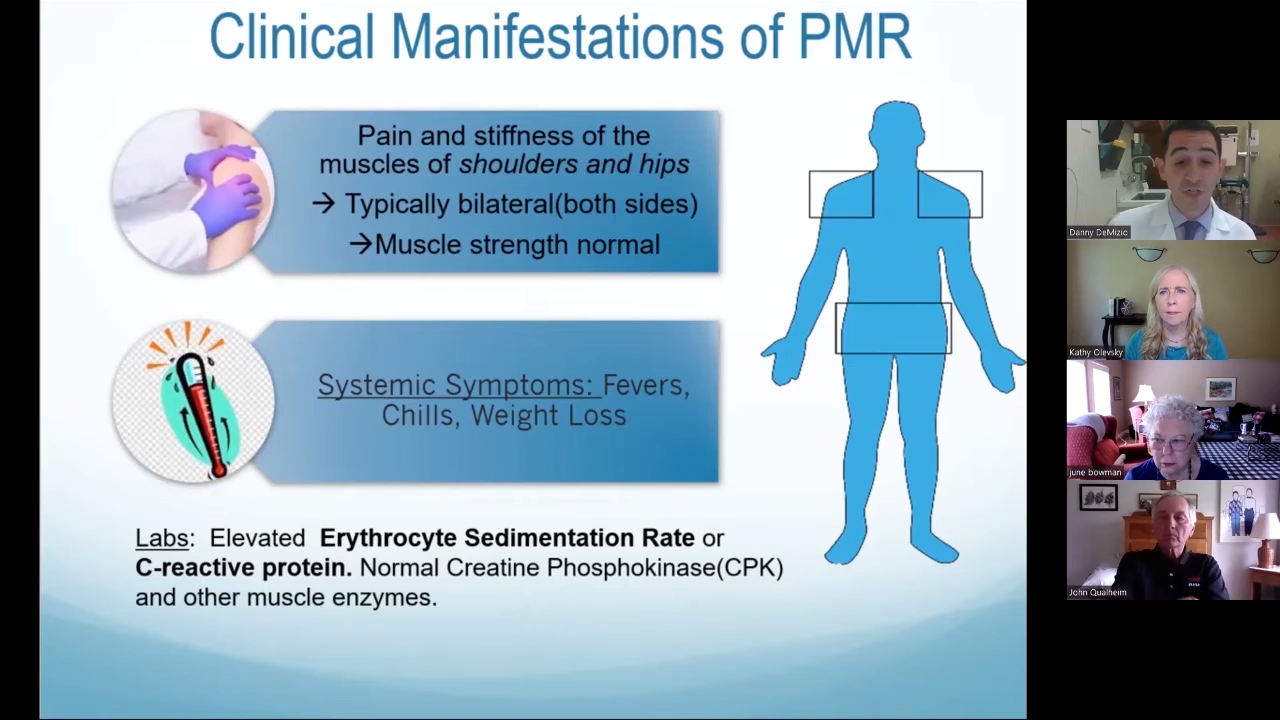 Clinical Manifestations of PMR
Pain and stiffness of the
muscles of shoulders and hips
→ Typically bilateral(both sides)
→Muscle strength normal
Systemic Symptoms: Fevers,
Chills, Weight Loss
Labs: Elevated Erythrocyte Sedimentation Rate or
C-reactive protein. Normal Creatine Phosphokinase(CPK)
and other muscle enzymes.
Danny DeMizio
Kathy Olevsky
june bowman
John Qualheim